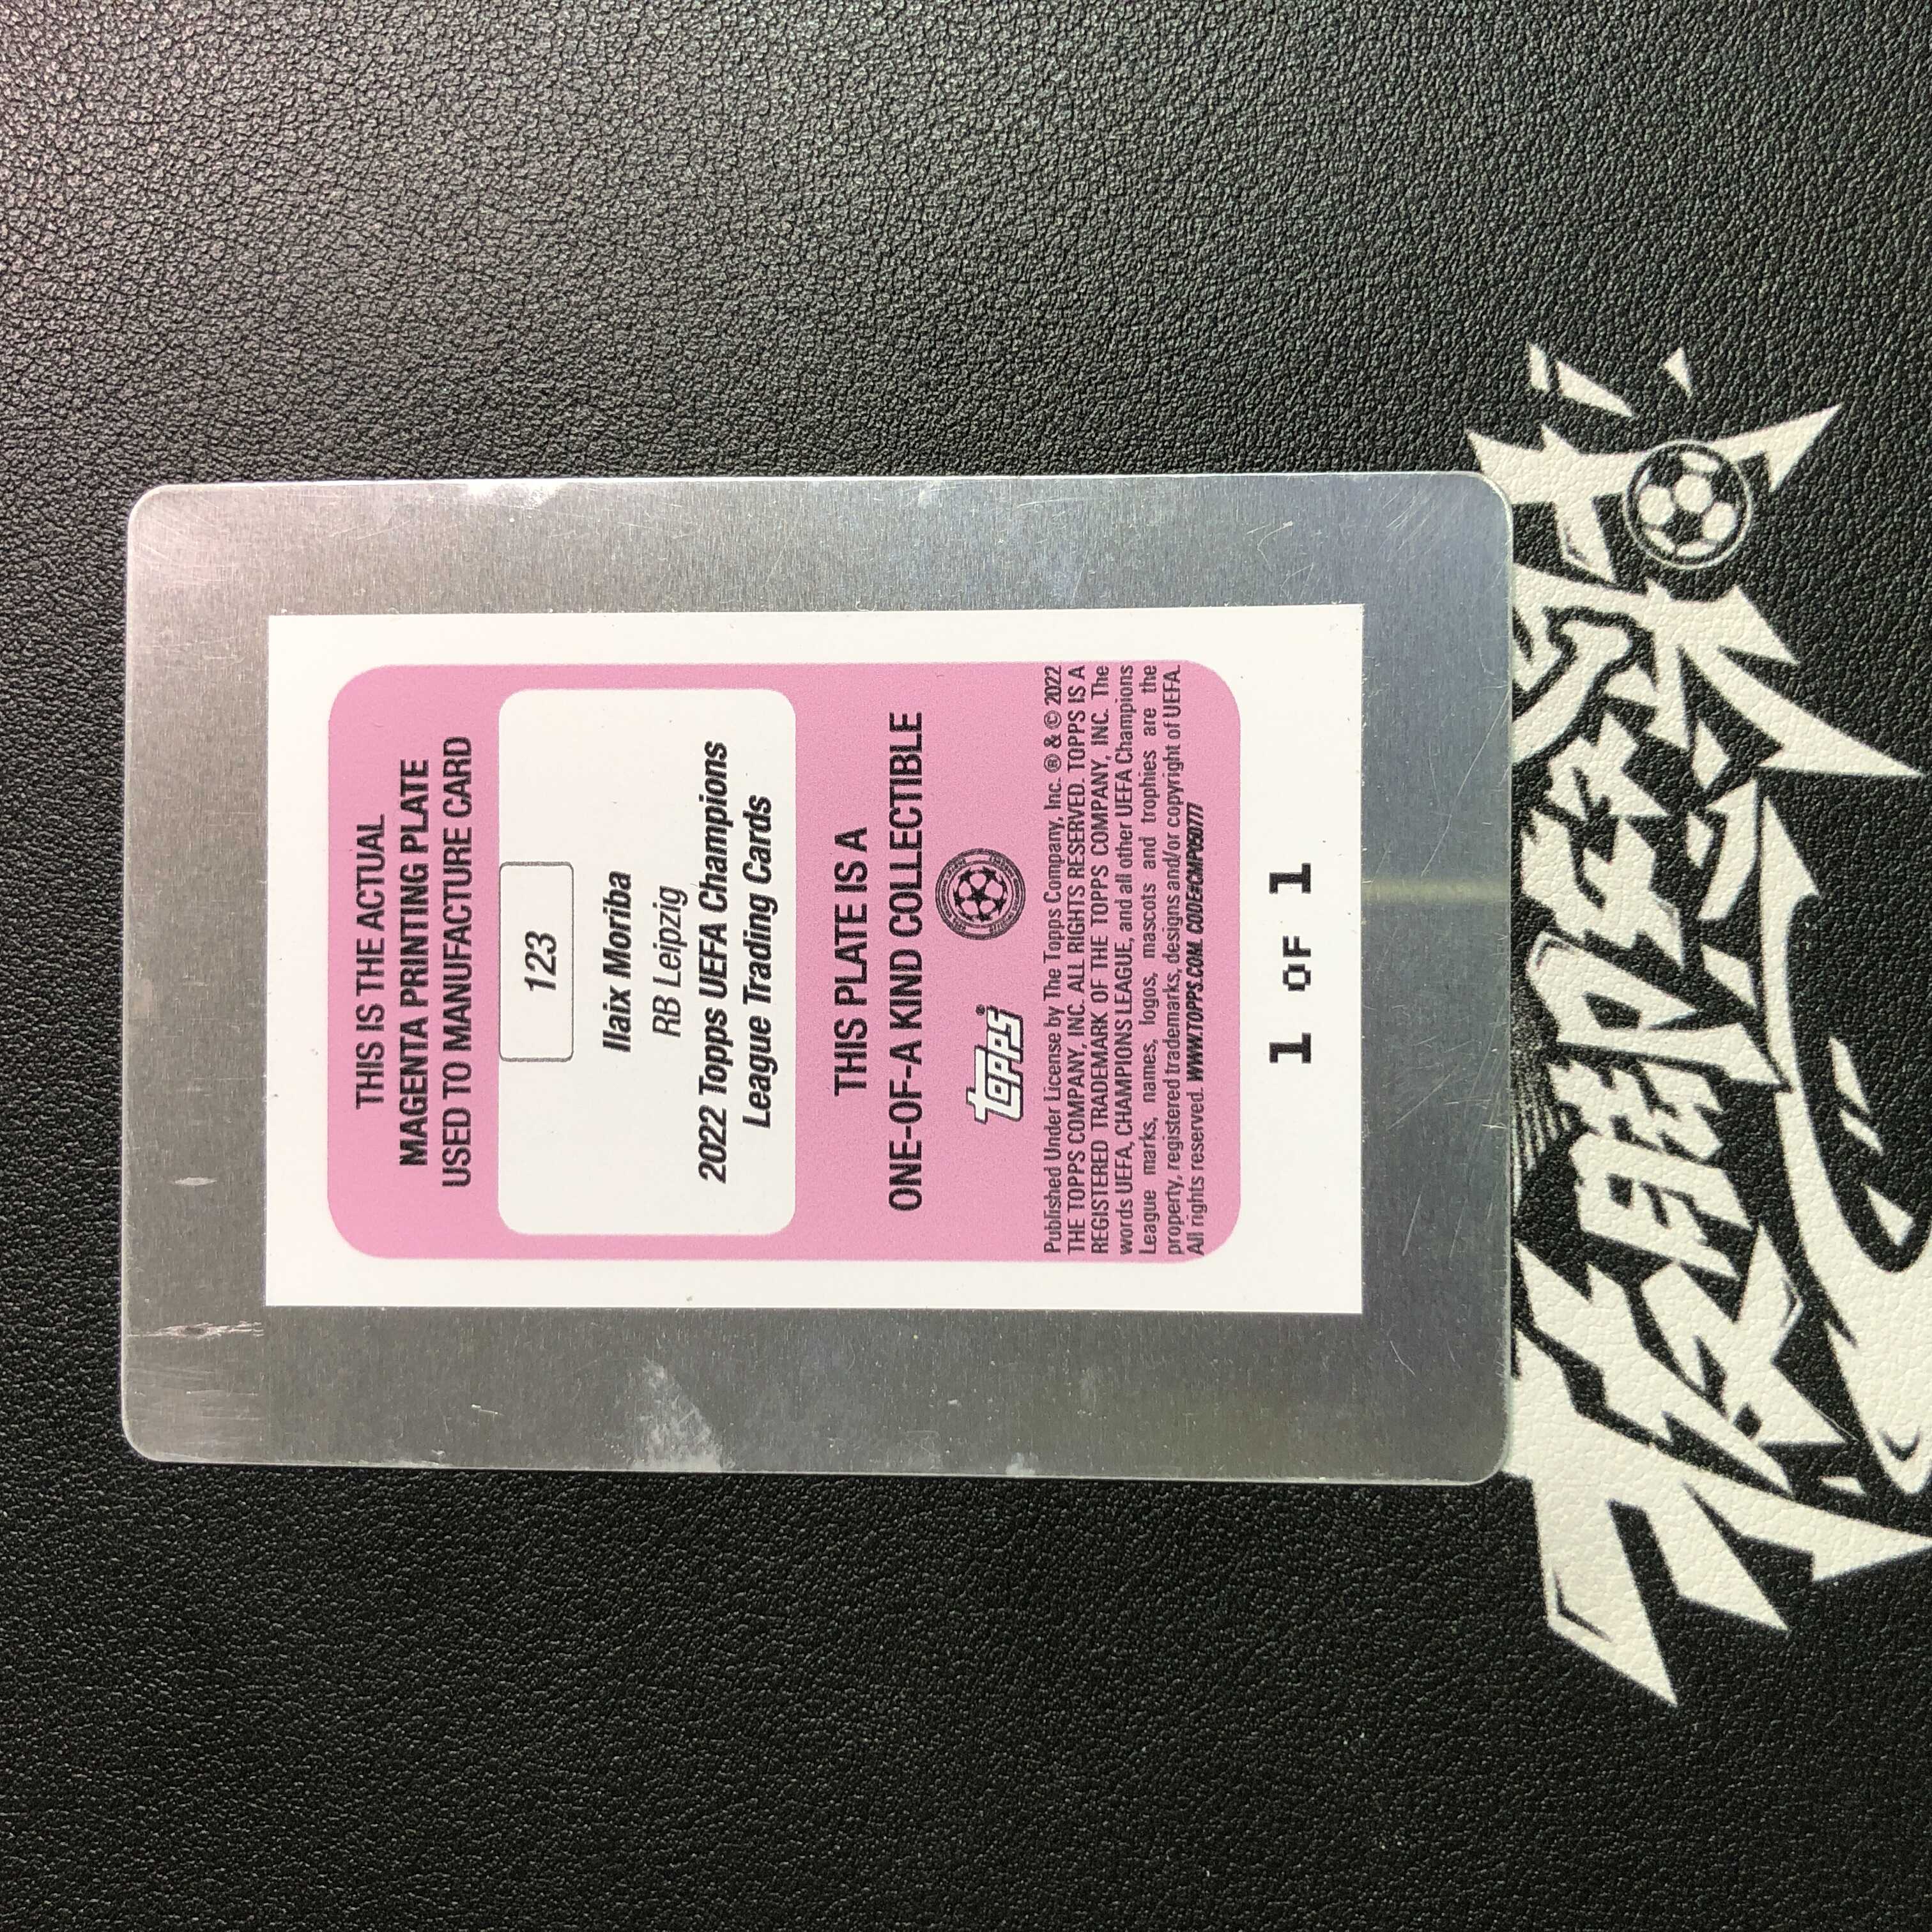 THIS IS THE ACTUAL
MAGENTA PRINTING PLATE
USED TO MANUFACTURE CARD
123
Ilaix Moriba
RB Leipzig
2022 Topps UEFA Champions
League Trading Cards
THIS PLATE IS A
ONE-OF-A KIND COLLECTIBLE
topps®
Published Under License by The Topps Company, Inc. ® & © 2022
THE TOPPS COMPANY, INC. ALL RIGHTS RESERVED. TOPPS IS A
REGISTERED TRADEMARK OF THE TOPPS COMPANY, INC. The
words UEFA, CHAMPIONS LEAGUE, and all other UEFA Champions
League marks, names, logos, mascots and trophies are the
property, registered trademarks, designs and/or copyright of UEFA.
All rights reserved. WWW.TOPPS.COM. CODE#CMP050777
1 OF 1